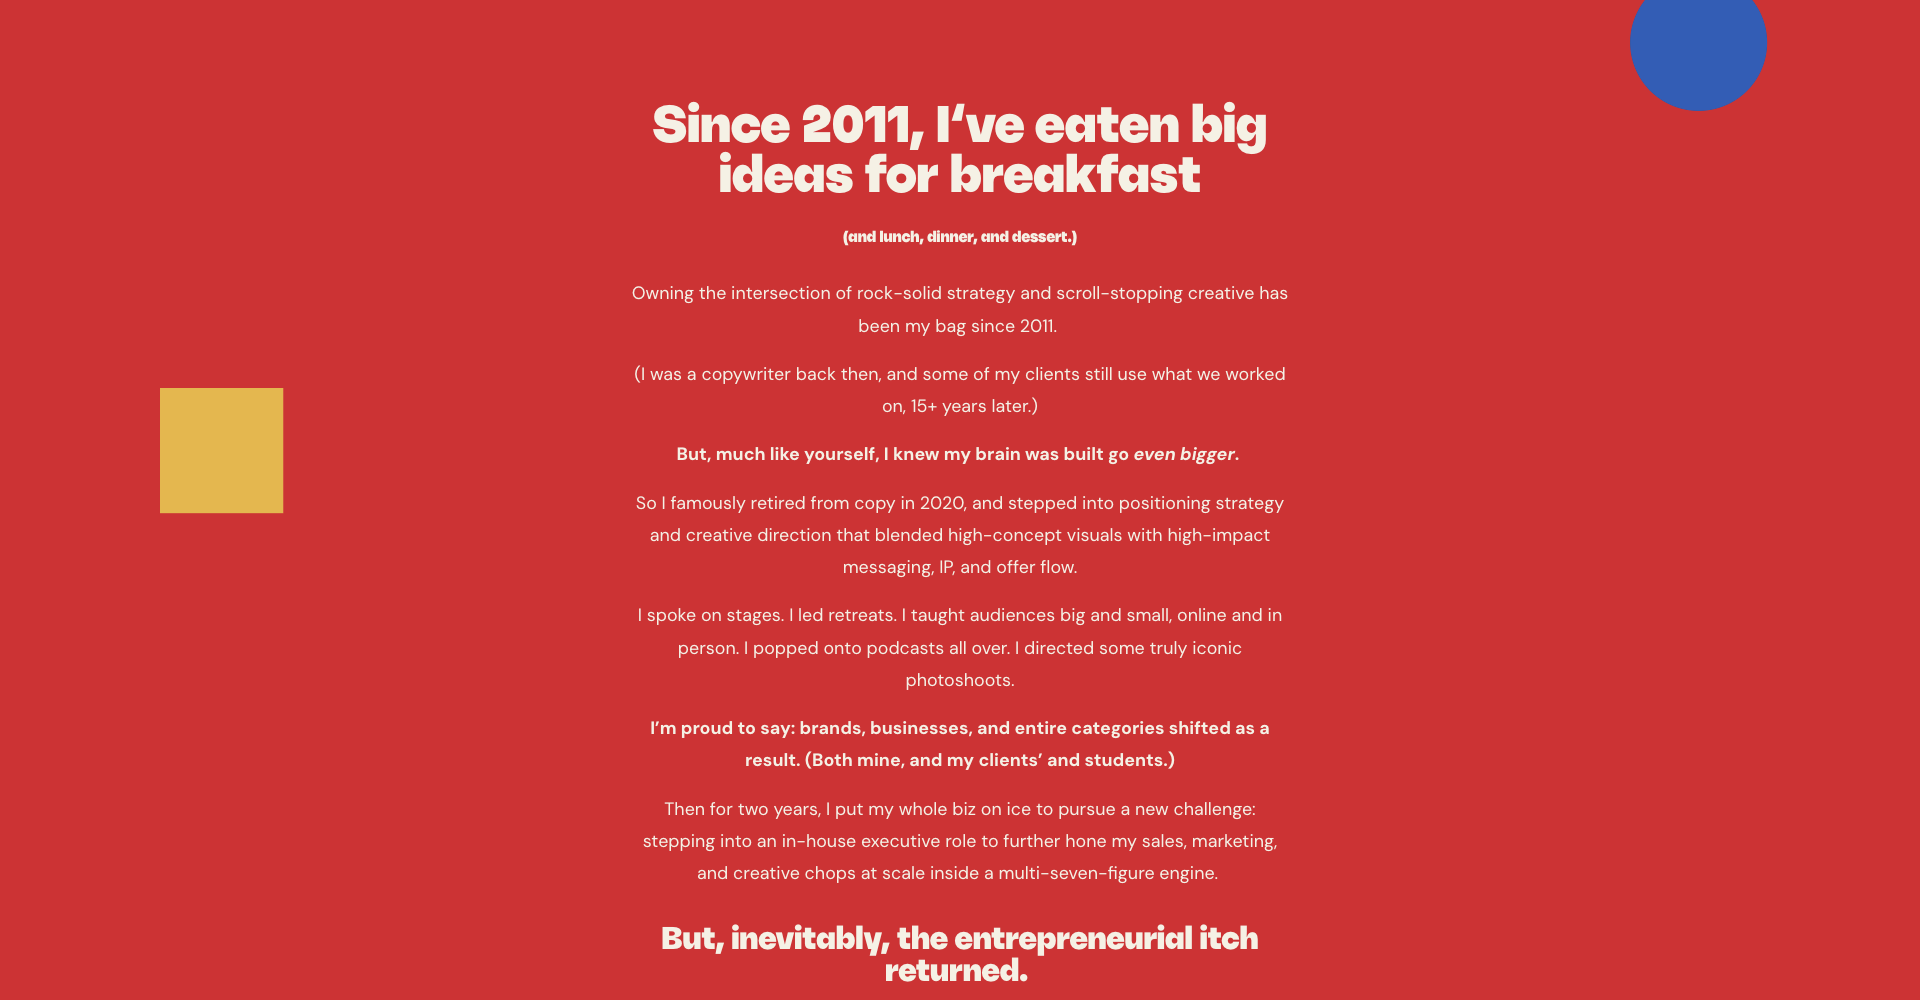 Since 2011, I‘ve eaten big
ideas for breakfast
(and lunch, dinner, and dessert.)
Owning the intersection of rock-solid strategy and scroll-stopping creative has
been my bag since 2011.
(I was a copywriter back then, and some of my clients still use what we worked
on, 15+ years later.)
But, much like yourself, I knew my brain was built go even bigger.
So I famously retired from copy in 2020, and stepped into positioning strategy
and creative direction that blended high-concept visuals with high-impact
messaging, IP, and offer flow.
I spoke on stages. I led retreats. I taught audiences big and small, online and in
person. I popped onto podcasts all over. I directed some truly iconic
photoshoots.
I’m proud to say: brands, businesses, and entire categories shifted as a
result. (Both mine, and my clients’ and students.)
Then for two years, I put my whole biz on ice to pursue a new challenge:
stepping into an in-house executive role to further hone my sales, marketing,
and creative chops at scale inside a multi-seven-figure engine.
But, inevitably, the entrepreneurial itch
returned.